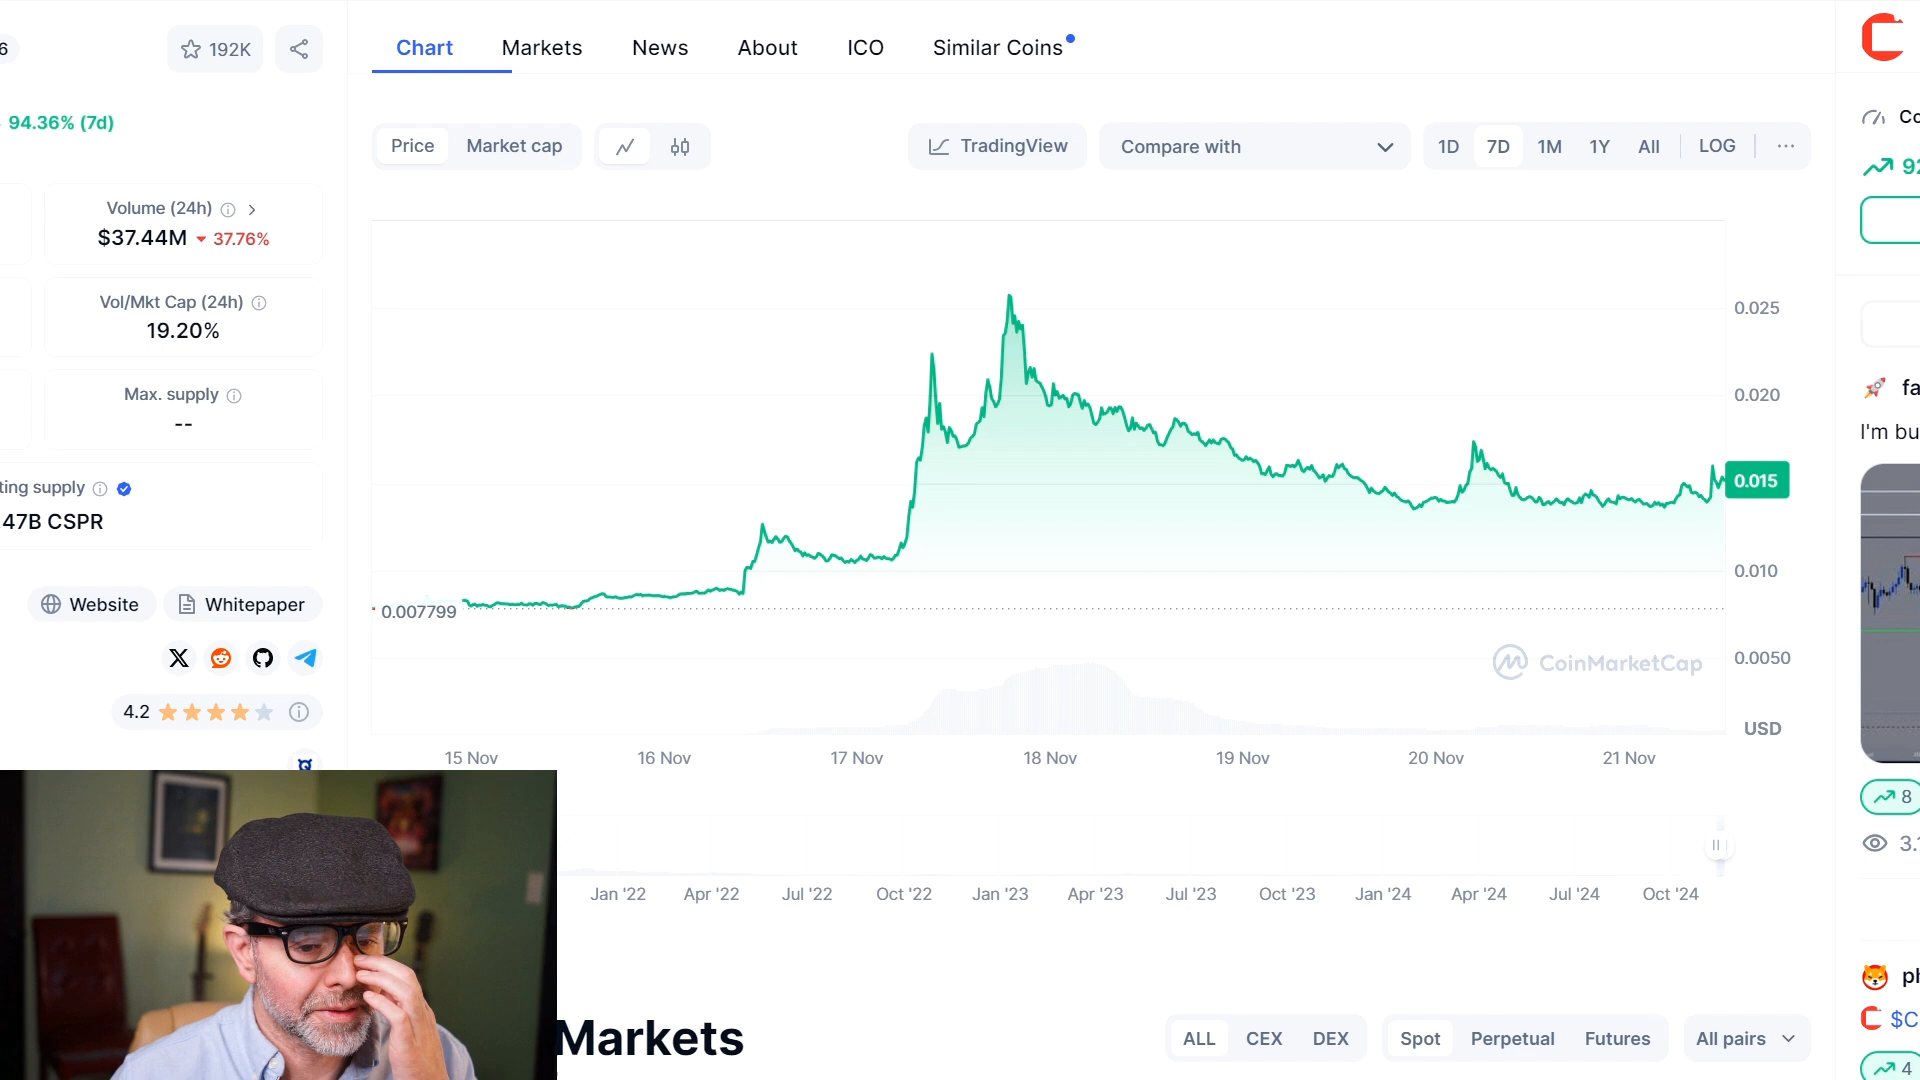 6
192K
94.36% (7d)
Volume (24h)
$37.44M 37.76%
Vol/Mkt Cap (24h)
19.20%
Max. supply
--
ting supply
.47B CSPR
Website Whitepaper
4.2
Chart Markets News About ICO Similar Coins
Price Market cap TradingView Compare with 1D 7D 1M 1Y All LOG ...
0.025
0.020
0.015
0.010
0.007799
0.0050
CoinMarketCap
USD
15 Nov 16 Nov 17 Nov 18 Nov 19 Nov 20 Nov 21 Nov
Jan '22 Apr '22 Jul '22 Oct '22 Jan '23 Apr '23 Jul '23 Oct '23 Jan '24 Apr '24 Jul '24 Oct '24
Markets ALL CEX DEX Spot Perpetual Futures All pairs
Co
92
fa
I'm bu
8
3.1
ph
$C
4